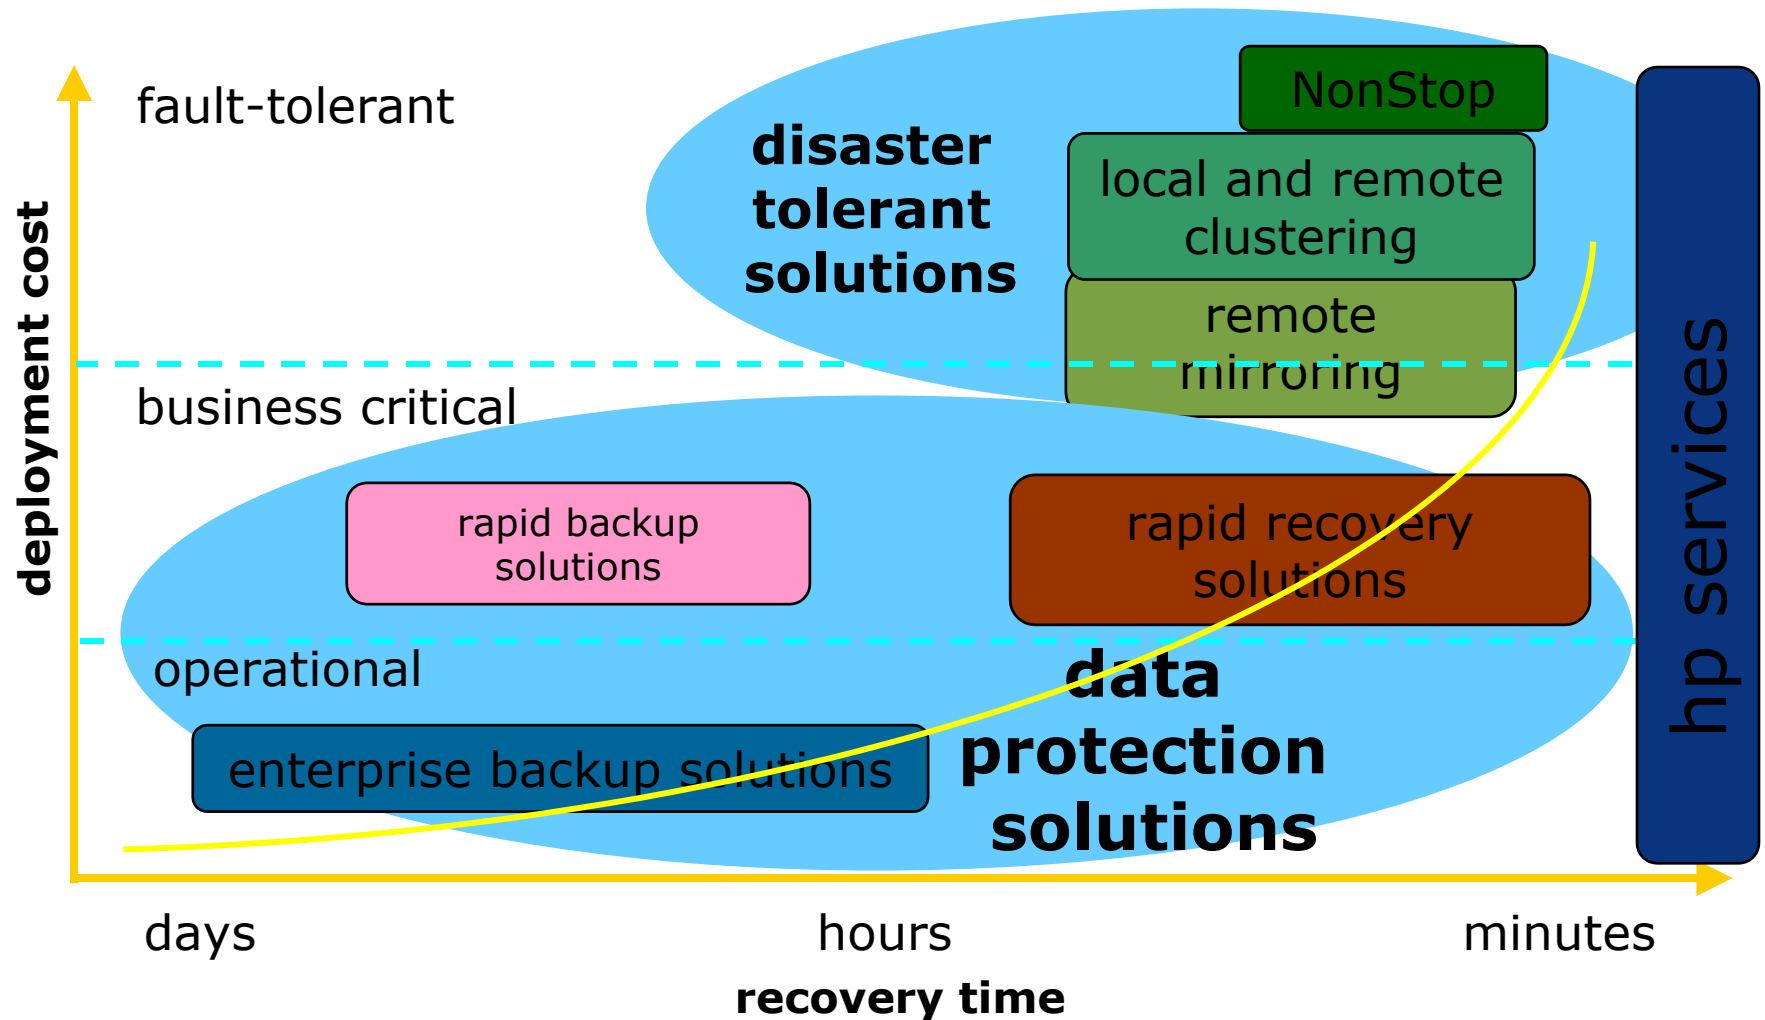 fault-tolerant
NonStop
disaster
tolerant
solutions
local and remote
clustering
remote
mirroring
deployment cost
business critical
rapid backup
solutions
rapid recovery
solutions
hp services
operational
data
protection
solutions
enterprise backup solutions
days
hours
minutes
recovery time